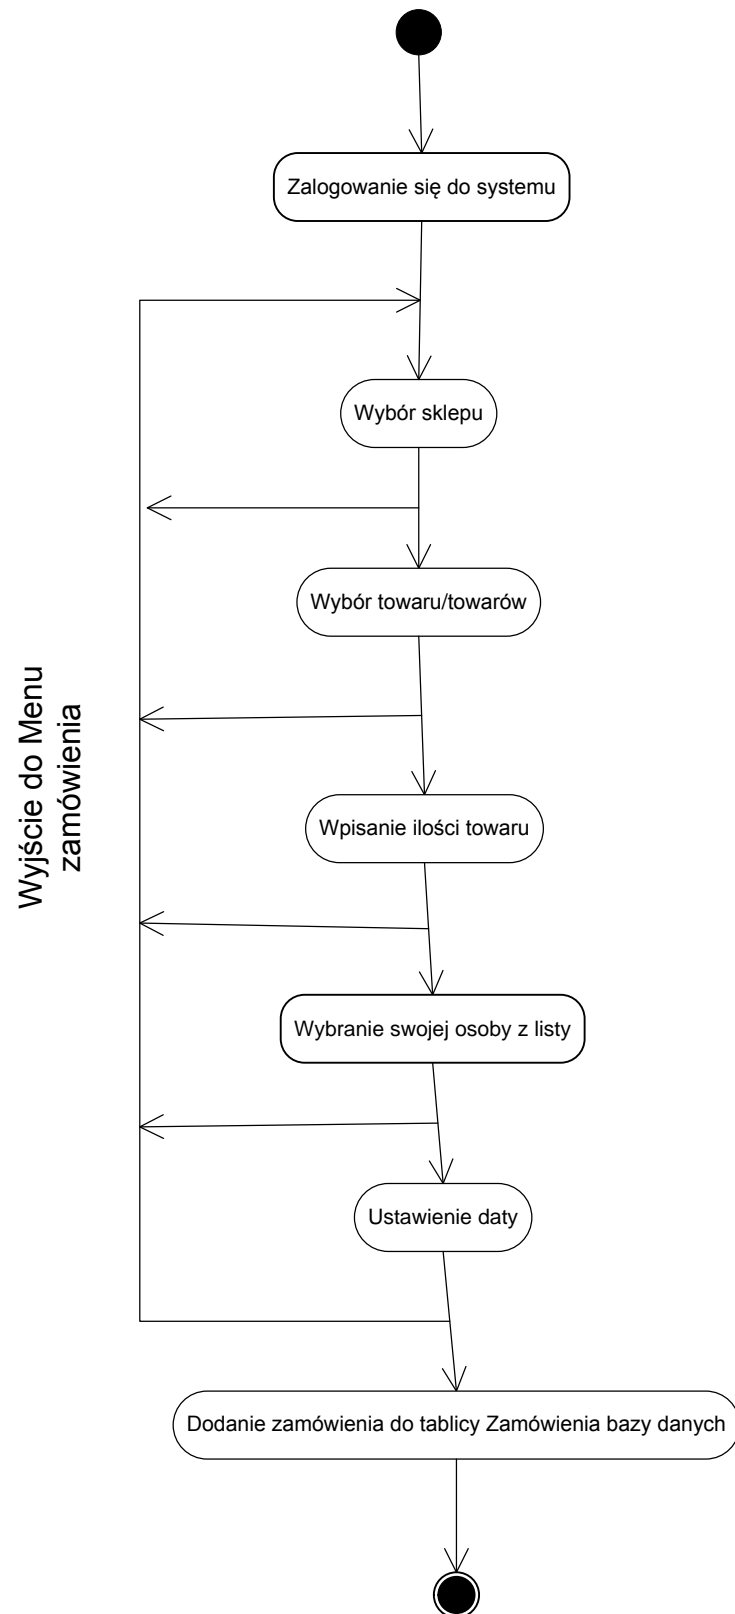 Zalogowanie się do systemu
Wybór sklepu
Wybór towaru/towarów
Wyjście do Menu
zamówienia
Wpisanie ilości towaru
Wybranie swojej osoby z listy
Ustawienie daty
Dodanie zamówienia do tablicy Zamówienia bazy danych